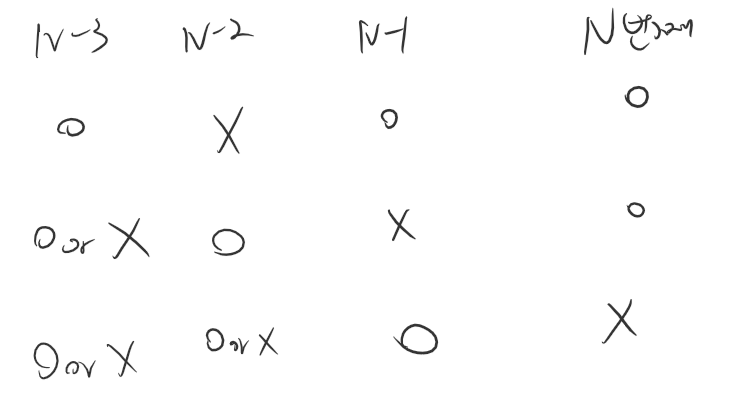 N-3 N-2 N-1 N번째
O X O O
O or X O X O
O or X O or X O X